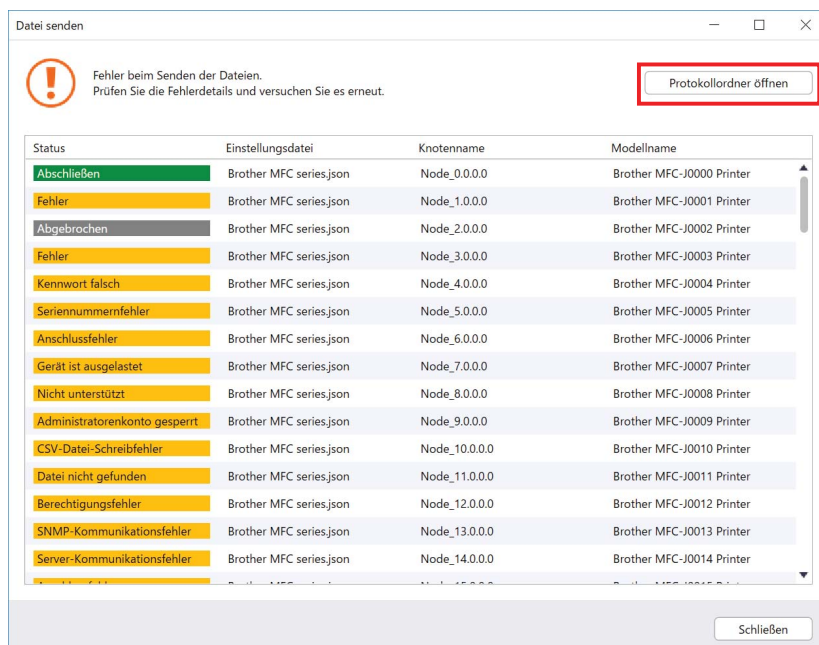 Datei senden
Fehler beim Senden der Dateien.
Prüfen Sie die Fehlerdetails und versuchen Sie es erneut.
Protokollordner öffnen
Status Einstellungsdatei Knotenname Modellname
Abschließen Brother MFC series.json Node_0.0.0.0 Brother MFC-J0000 Printer
Fehler Brother MFC series.json Node_1.0.0.0 Brother MFC-J0001 Printer
Abgebrochen Brother MFC series.json Node_2.0.0.0 Brother MFC-J0002 Printer
Fehler Brother MFC series.json Node_3.0.0.0 Brother MFC-J0003 Printer
Kennwort falsch Brother MFC series.json Node_4.0.0.0 Brother MFC-J0004 Printer
Seriennummernfehler Brother MFC series.json Node_5.0.0.0 Brother MFC-J0005 Printer
Anschlussfehler Brother MFC series.json Node_6.0.0.0 Brother MFC-J0006 Printer
Gerät ist ausgelastet Brother MFC series.json Node_7.0.0.0 Brother MFC-J0007 Printer
Nicht unterstützt Brother MFC series.json Node_8.0.0.0 Brother MFC-J0008 Printer
Administratorenkonto gesperrt Brother MFC series.json Node_9.0.0.0 Brother MFC-J0009 Printer
CSV-Datei-Schreibfehler Brother MFC series.json Node_10.0.0.0 Brother MFC-J0010 Printer
Datei nicht gefunden Brother MFC series.json Node_11.0.0.0 Brother MFC-J0011 Printer
Berechtigungsfehler Brother MFC series.json Node_12.0.0.0 Brother MFC-J0012 Printer
SNMP-Kommunikationsfehler Brother MFC series.json Node_13.0.0.0 Brother MFC-J0013 Printer
Server-Kommunikationsfehler Brother MFC series.json Node_14.0.0.0 Brother MFC-J0014 Printer
Schließen